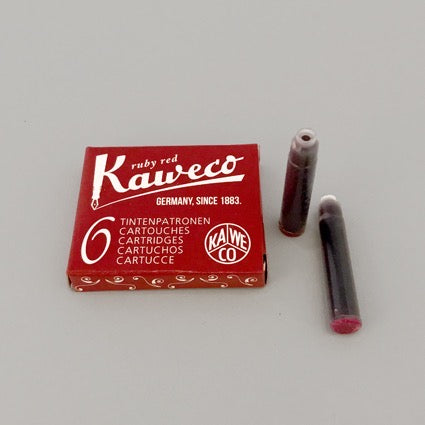 ruby red
Kaweco
GERMANY, SINCE 1883.
6
TINTENPATRONEN
CARTOUCHES
CARTRIDGES
CARTUCHOS
CARTUCCE
KA WE
CO